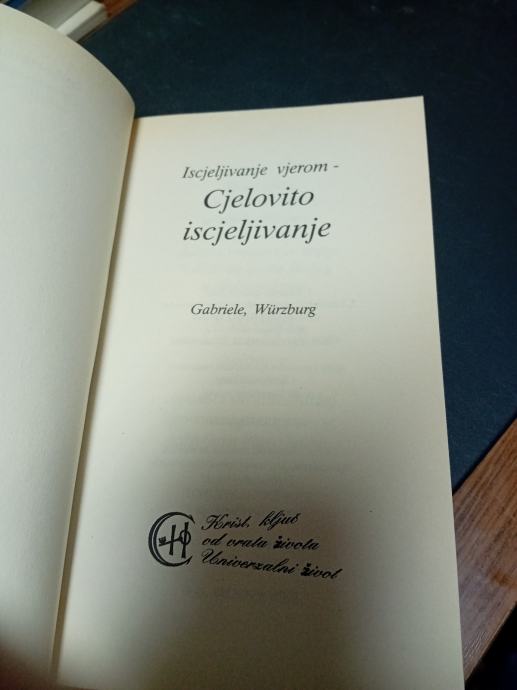 Iscjeljivanje vjerom -
Cjelovito
iscjeljivanje
Gabriele, Würzburg
Krist, ključ
od vrata života
Univerzalni život